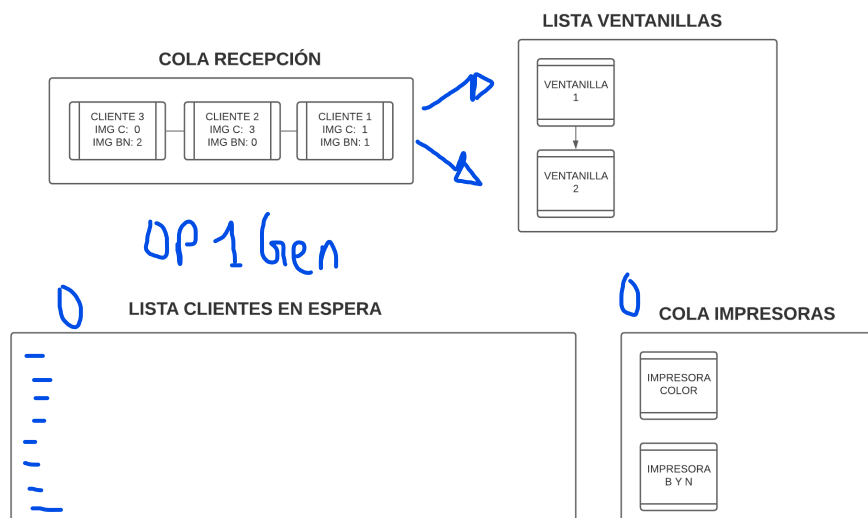 LISTA VENTANILLAS
COLA RECEPCIÓN
CLIENTE 3
IMG C: 0
IMG BN: 2
CLIENTE 2
IMG C: 3
IMG BN: 0
CLIENTE 1
IMG C: 1
IMG BN: 1
VENTANILLA
1
VENTANILLA
2
OP 1 Gen
0
LISTA CLIENTES EN ESPERA
0
COLA IMPRESORAS
IMPRESORA
COLOR
IMPRESORA
B Y N